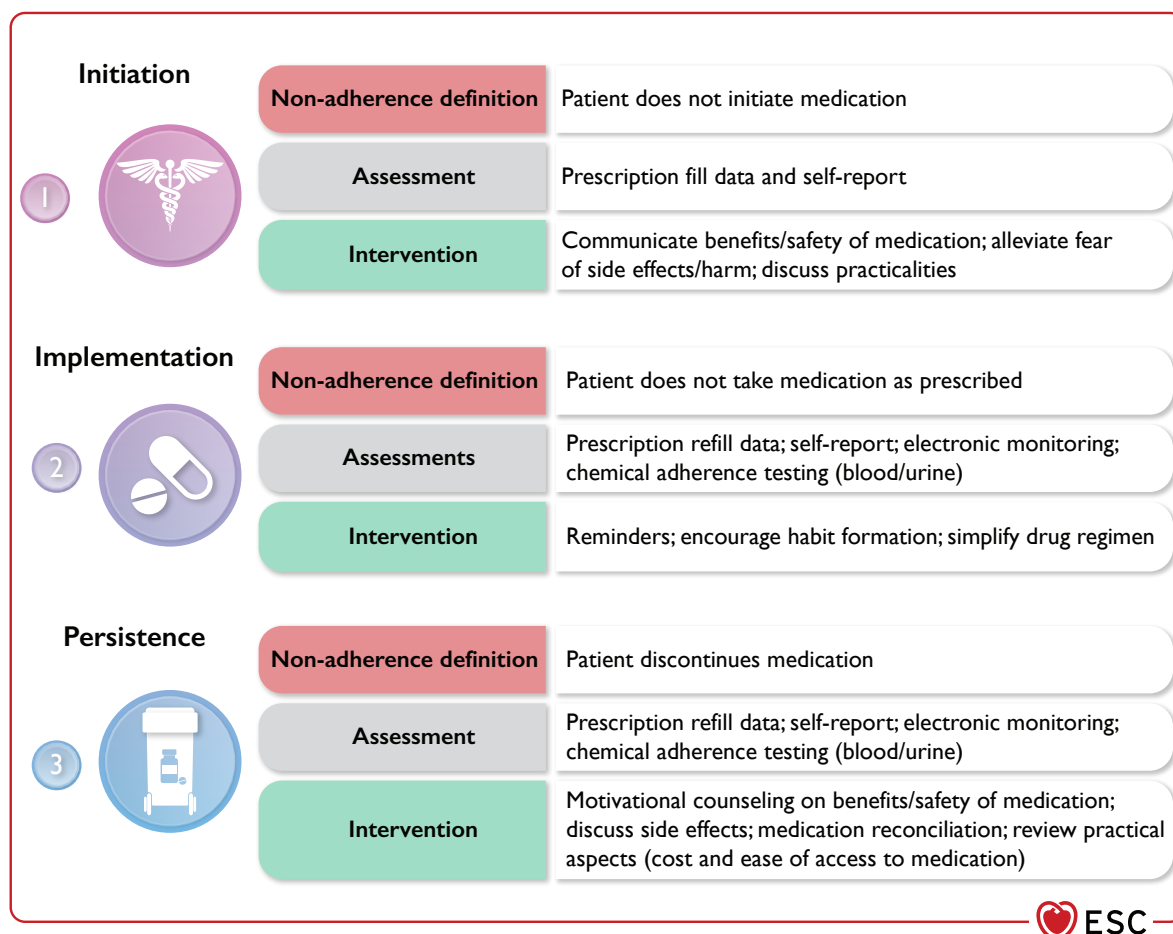 Initiation
1
Non-adherence definition
Patient does not initiate medication
Assessment
Prescription fill data and self-report
Intervention
Communicate benefits/safety of medication; alleviate fear
of side effects/harm; discuss practicalities
Implementation
2
Non-adherence definition
Patient does not take medication as prescribed
Assessments
Prescription refill data; self-report; electronic monitoring;
chemical adherence testing (blood/urine)
Intervention
Reminders; encourage habit formation; simplify drug regimen
Persistence
3
Non-adherence definition
Patient discontinues medication
Assessment
Prescription refill data; self-report; electronic monitoring;
chemical adherence testing (blood/urine)
Intervention
Motivational counseling on benefits/safety of medication;
discuss side effects; medication reconciliation; review practical
aspects (cost and ease of access to medication)
ESC